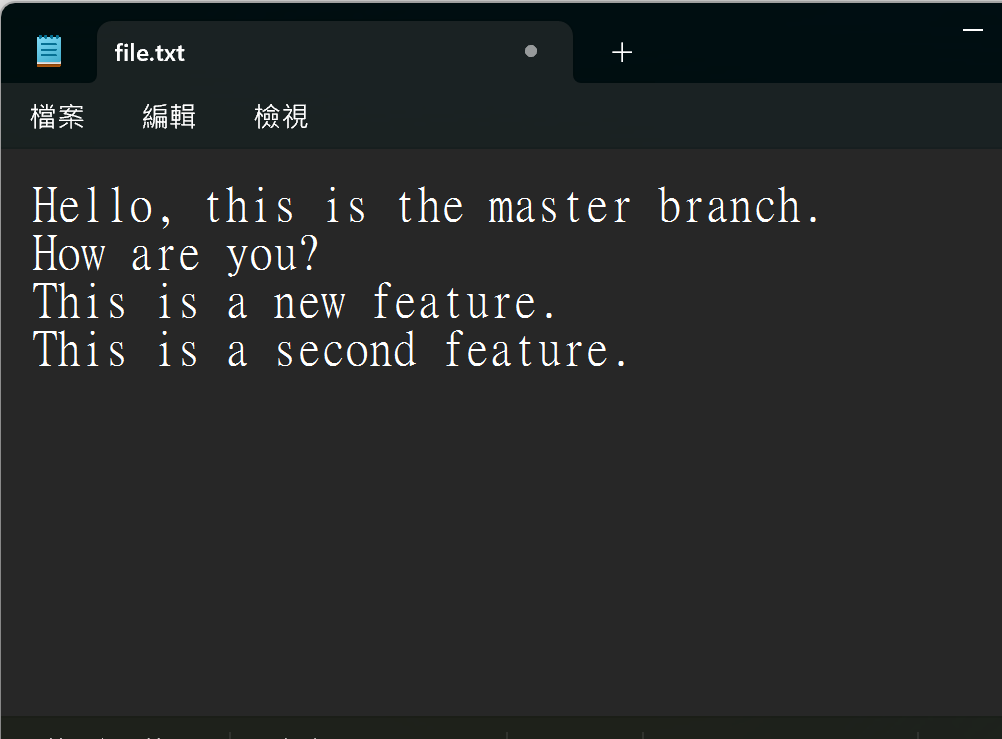 file.txt
檔案 編輯 檢視
Hello, this is the master branch.
How are you?
This is a new feature.
This is a second feature.